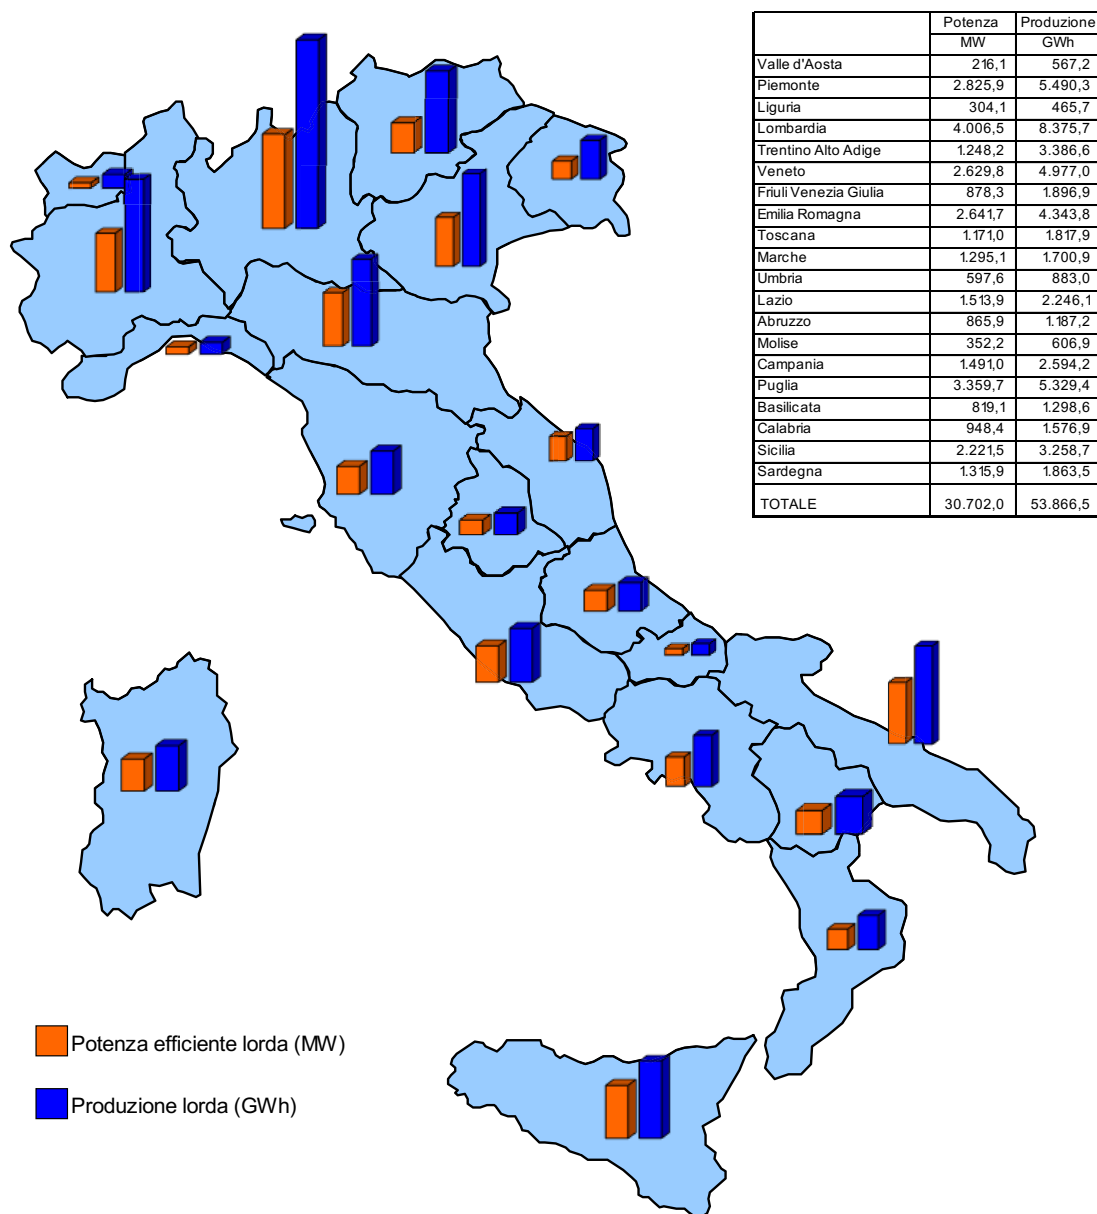 Potenza Produzione
MW GWh
Valle d'Aosta 216,1 567,2
Piemonte 2.825,9 5.490,3
Liguria 304,1 465,7
Lombardia 4.006,5 8.375,7
Trentino Alto Adige 1.248,2 3.386,6
Veneto 2.629,8 4.977,0
Friuli Venezia Giulia 878,3 1.896,9
Emilia Romagna 2.641,7 4.343,8
Toscana 1.171,0 1.817,9
Marche 1.295,1 1.700,9
Umbria 597,6 883,0
Lazio 1.513,9 2.246,1
Abruzzo 865,9 1.187,2
Molise 352,2 606,9
Campania 1.491,0 2.594,2
Puglia 3.359,7 5.329,4
Basilicata 819,1 1.298,6
Calabria 948,4 1.576,9
Sicilia 2.221,5 3.258,7
Sardegna 1.315,9 1.863,5
TOTALE 30.702,0 53.866,5
Potenza efficiente lorda (MW)
Produzione lorda (GWh)